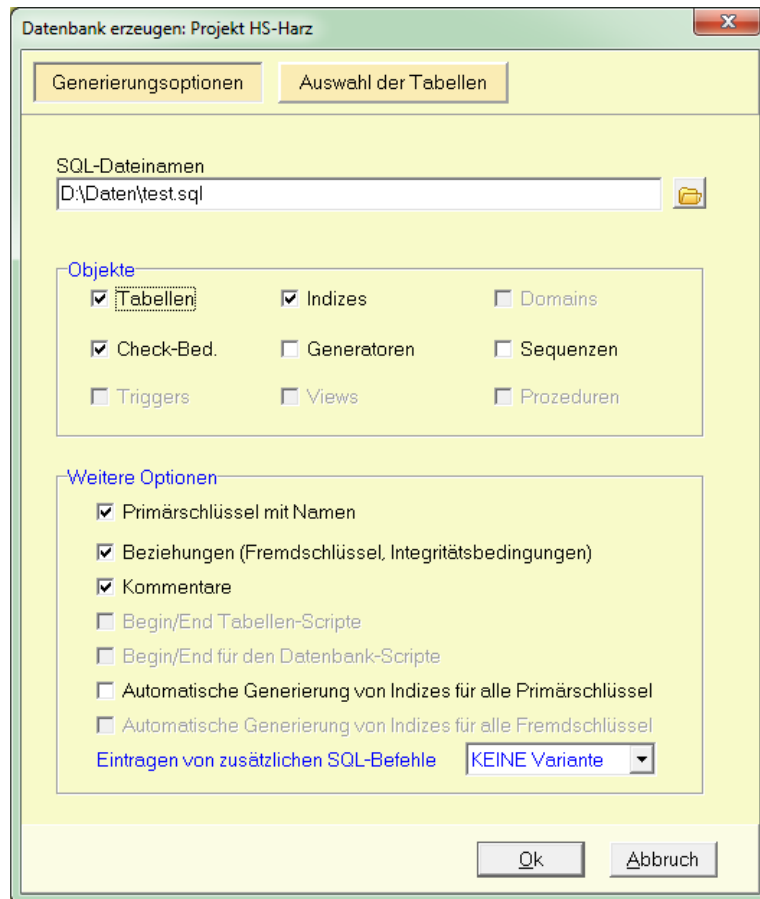 Datenbank erzeugen: Projekt HS-Harz
Generierungsoptionen Auswahl der Tabellen
SQL-Dateinamen
D:\Daten\test.sql
Objekte
Tabellen Indizes Domains
Check-Bed. Generatoren Sequenzen
Triggers Views Prozeduren
Weitere Optionen
Primärschlüssel mit Namen
Beziehungen (Fremdschlüssel, Integritätsbedingungen)
Kommentare
Begin/End Tabellen-Scripte
Begin/End für den Datenbank-Scripte
Automatische Generierung von Indizes für alle Primärschlüssel
Automatische Generierung von Indizes für alle Fremdschlüssel
Eintragen von zusätzlichen SQL-Befehle KEINE Variante
Ok Abbruch